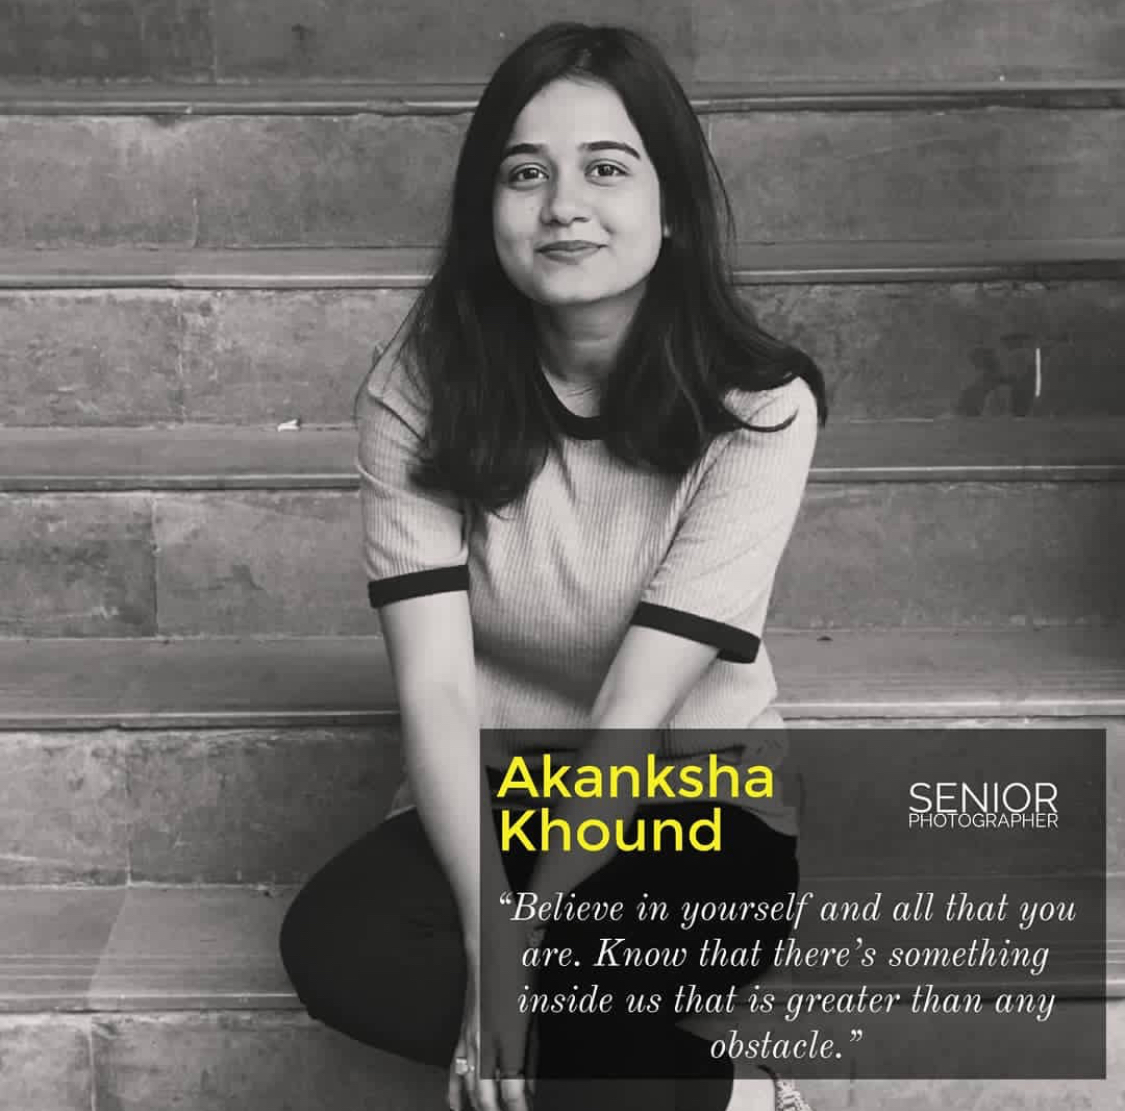 Akanksha
Khound
SENIOR
PHOTOGRAPHER
“Believe in yourself and all that you
are. Know that there’s something
inside us that is greater than any
obstacle.”